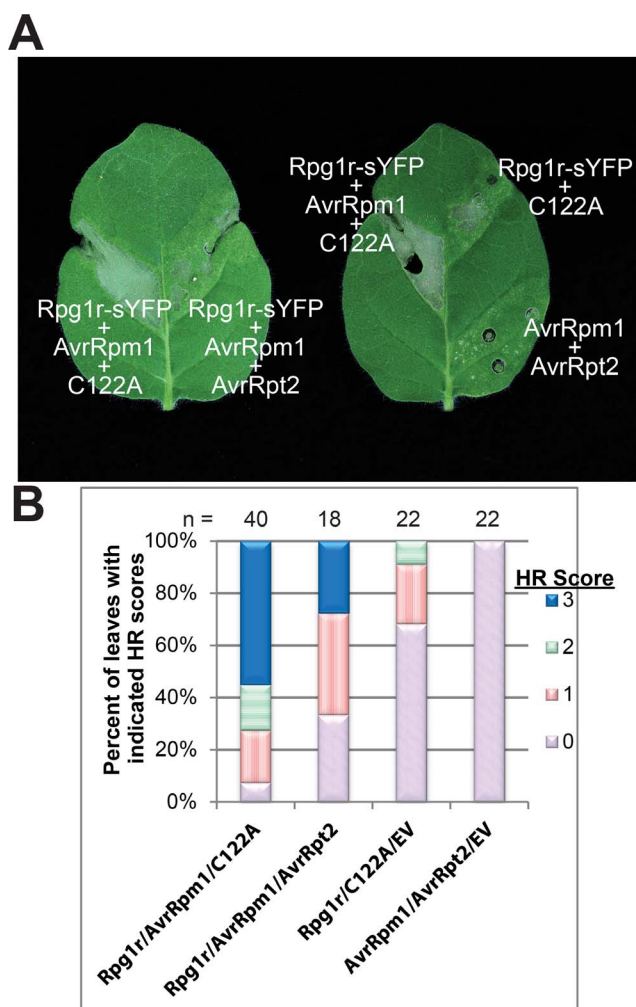 A
Rpg1r-sYFP
+
AvrRpm1
+
C122A
Rpg1r-sYFP
+
AvrRpm1
+
AvrRpt2
Rpg1r-sYFP
+
AvrRpm1
+
C122A
Rpg1r-sYFP
+
C122A
AvrRpm1
+
AvrRpt2
B
n = 40 18 22 22
Percent of leaves with
indicated HR scores
100%
80%
60%
40%
20%
0%
HR Score
3
2
1
0
Rpg1r/AvrRpm1/C122A
Rpg1r/AvrRpm1/AvrRpt2
Rpg1r/C122A/EV
AvrRpm1/AvrRpt2/EV